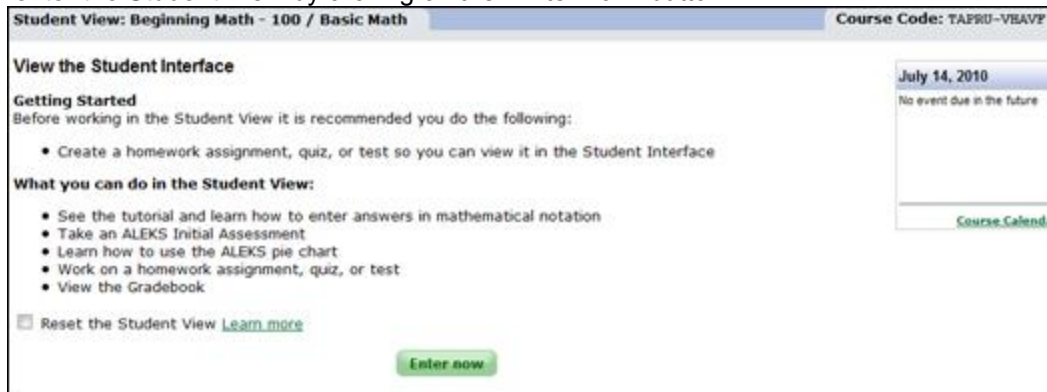 Student View: Beginning Math - 100 / Basic Math
Course Code: TAPRU-VHAVF
View the Student Interface
July 14, 2010
Getting Started
No event due in the future
Before working in the Student View it is recommended you do the following:
• Create a homework assignment, quiz, or test so you can view it in the Student Interface
What you can do in the Student View:
• See the tutorial and learn how to enter answers in mathematical notation
Course Calend
• Take an ALEKS Initial Assessment
• Learn how to use the ALEKS pie chart
• Work on a homework assignment, quiz, or test
• View the Gradebook
Reset the Student View Learn more
Enter now